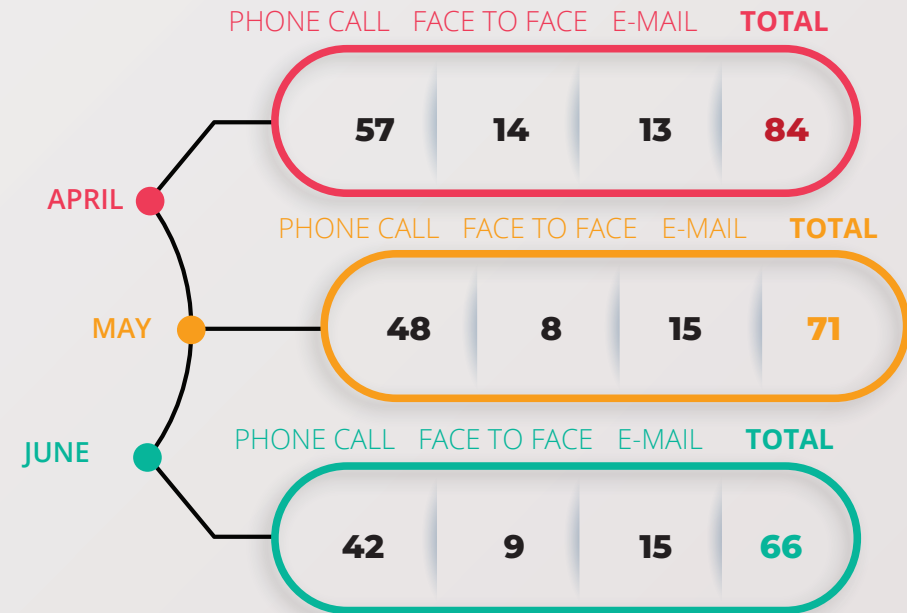 PHONE CALL FACE TO FACE E-MAIL TOTAL
57 14 13 84
APRIL
PHONE CALL FACE TO FACE E-MAIL TOTAL
MAY 48 8 15 71
PHONE CALL FACE TO FACE E-MAIL TOTAL
JUNE
42 9 15 66